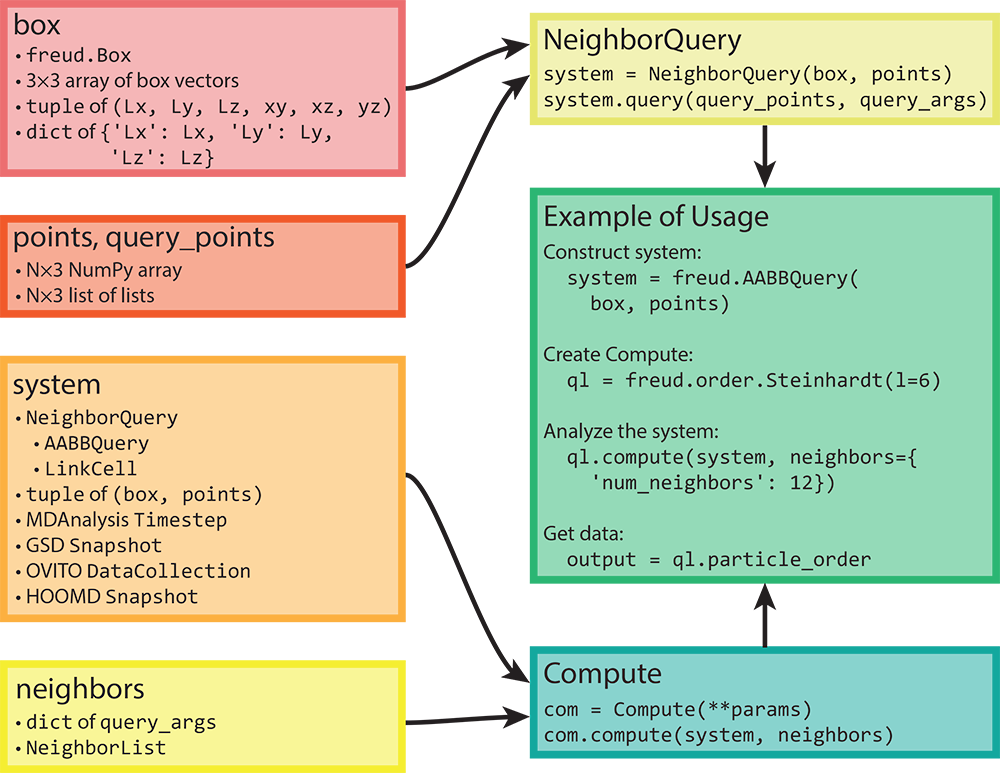 box
• freud.Box
• 3×3 array of box vectors
• tuple of (Lx, Ly, Lz, xy, xz, yz)
• dict of {'Lx': Lx, 'Ly': Ly,
'Lz': Lz}
points, query_points
• N×3 NumPy array
• N×3 list of lists
system
• NeighborQuery
• AABBQuery
• LinkCell
• tuple of (box, points)
• MDAnalysis Timestep
• GSD Snapshot
• OVITO DataCollection
• HOOMD Snapshot
neighbors
• dict of query_args
• NeighborList
NeighborQuery
system = NeighborQuery(box, points)
system.query(query_points, query_args)
Example of Usage
Construct system:
system = freud.AABBQuery(
box, points)
Create Compute:
ql = freud.order.Steinhardt(l=6)
Analyze the system:
ql.compute(system, neighbors={
'num_neighbors': 12})
Get data:
output = ql.particle_order
Compute
com = Compute(**params)
com.compute(system, neighbors)